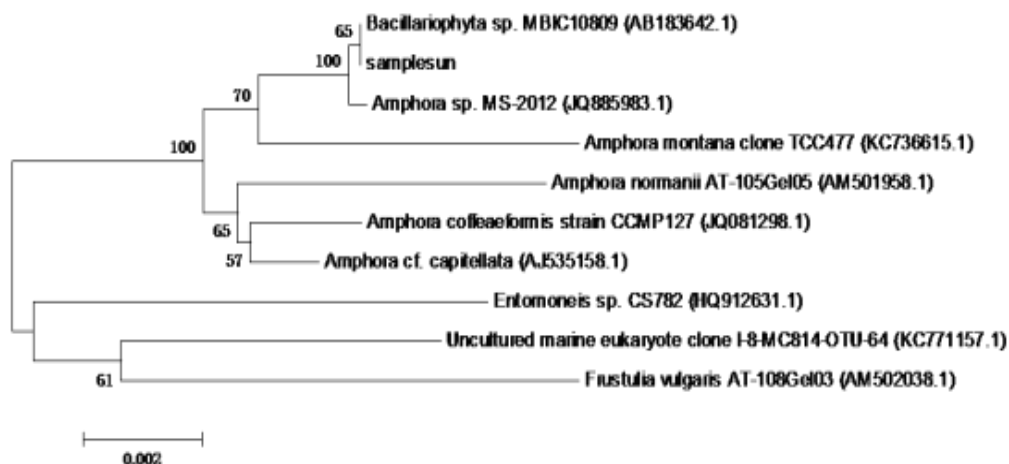 65
Bacillariophyta sp. MBIC10809 (AB183642.1)
100
samplesun
70
Amphora sp. MS-2012 (JQ885983.1)
100
Amphora montana clone TCC477 (KC736615.1)
Amphora normanii AT-105Gel05 (AM501958.1)
65
Amphora coffeaeformis strain CCMP127 (JQ081298.1)
57
Amphora cf. capitellata (AJ535158.1)
Entomoneis sp. CS782 (HQ912631.1)
Uncultured marine eukaryote clone I-8-MC814-OTU-64 (KC771157.1)
61
Frustulia vulgaris AT-108Gel03 (AM502038.1)
0.002